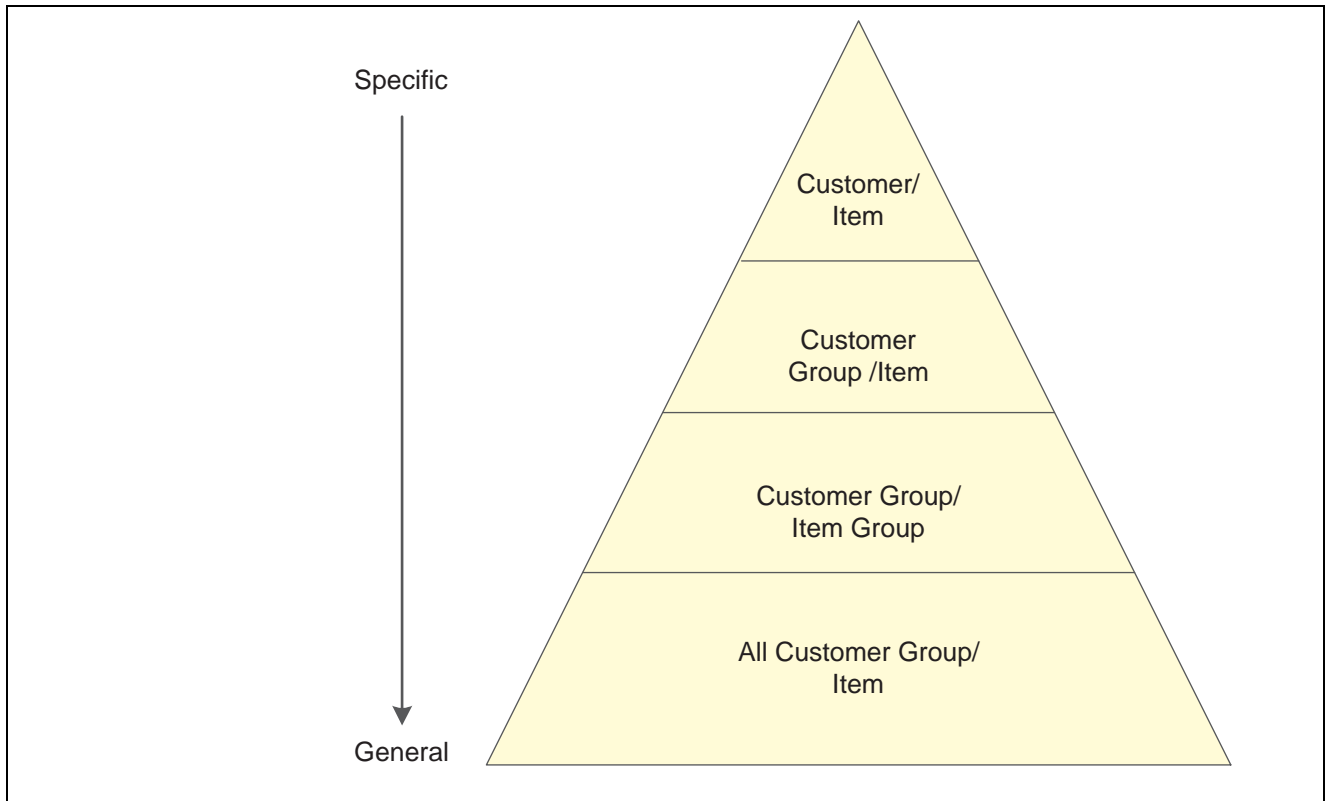 Specific
Customer/
Item
Customer
Group /Item
Customer Group/
Item Group
All Customer Group/
Item
General